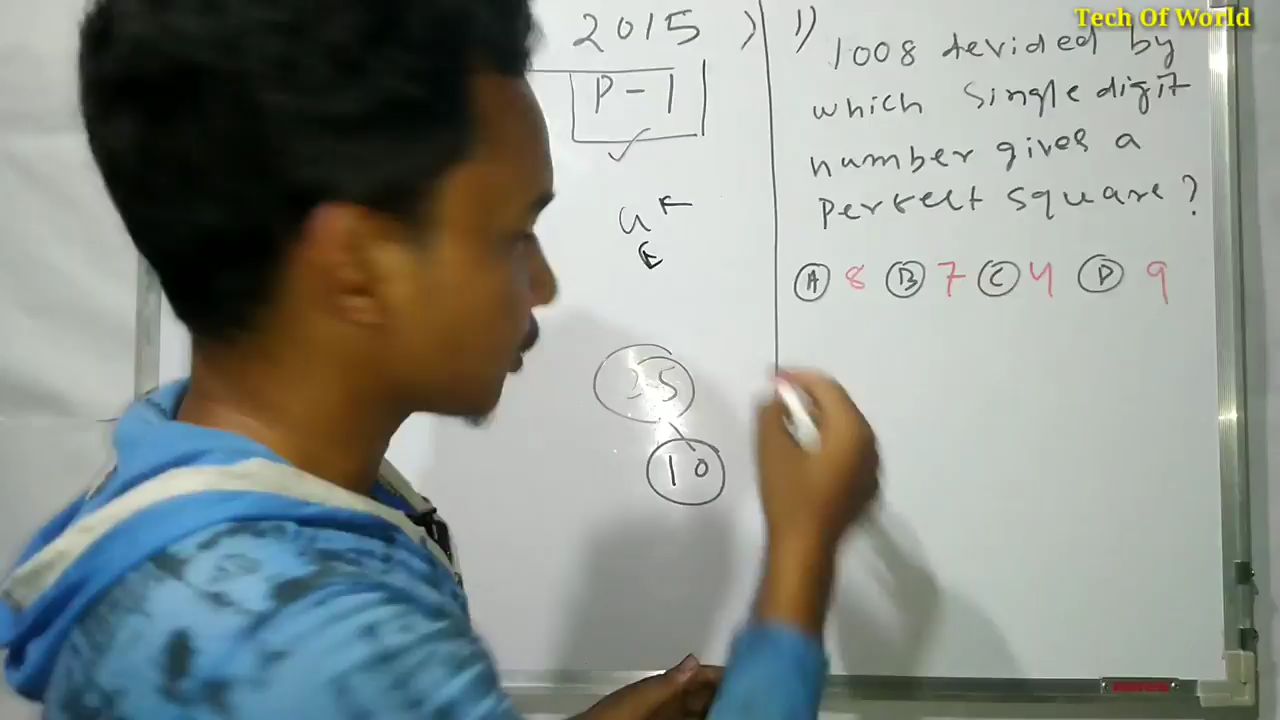 Tech Of World
2015 )
P-1
25
10
1) 1008 devided by
which single digit
number gives a
perfect square?
A 8 B 7 C 4 D 9